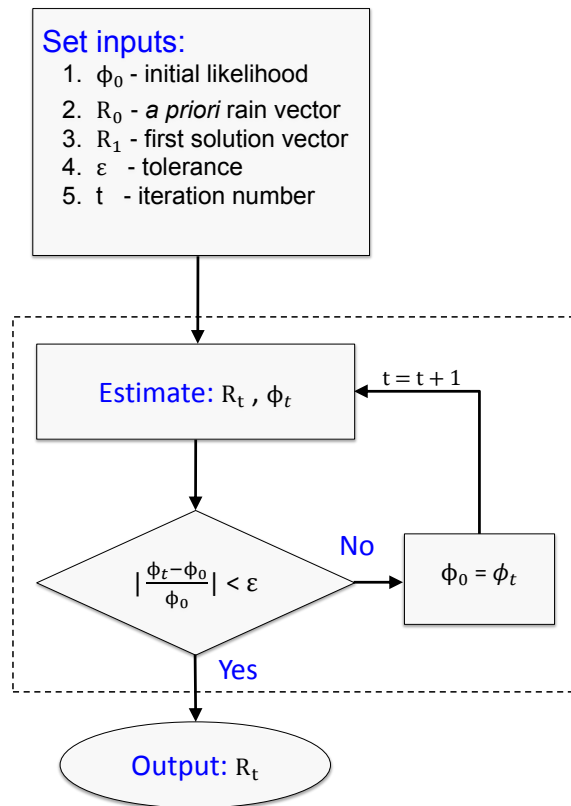 Set inputs:
1. ϕ₀ - initial likelihood
2. R₀ - a priori rain vector
3. R₁ - first solution vector
4. ε - tolerance
5. t - iteration number
Estimate: Rₜ , ϕₜ
t = t + 1
|(ϕₜ−ϕ₀)/ϕ₀| < ε
No
ϕ₀ = ϕₜ
Yes
Output: Rₜ